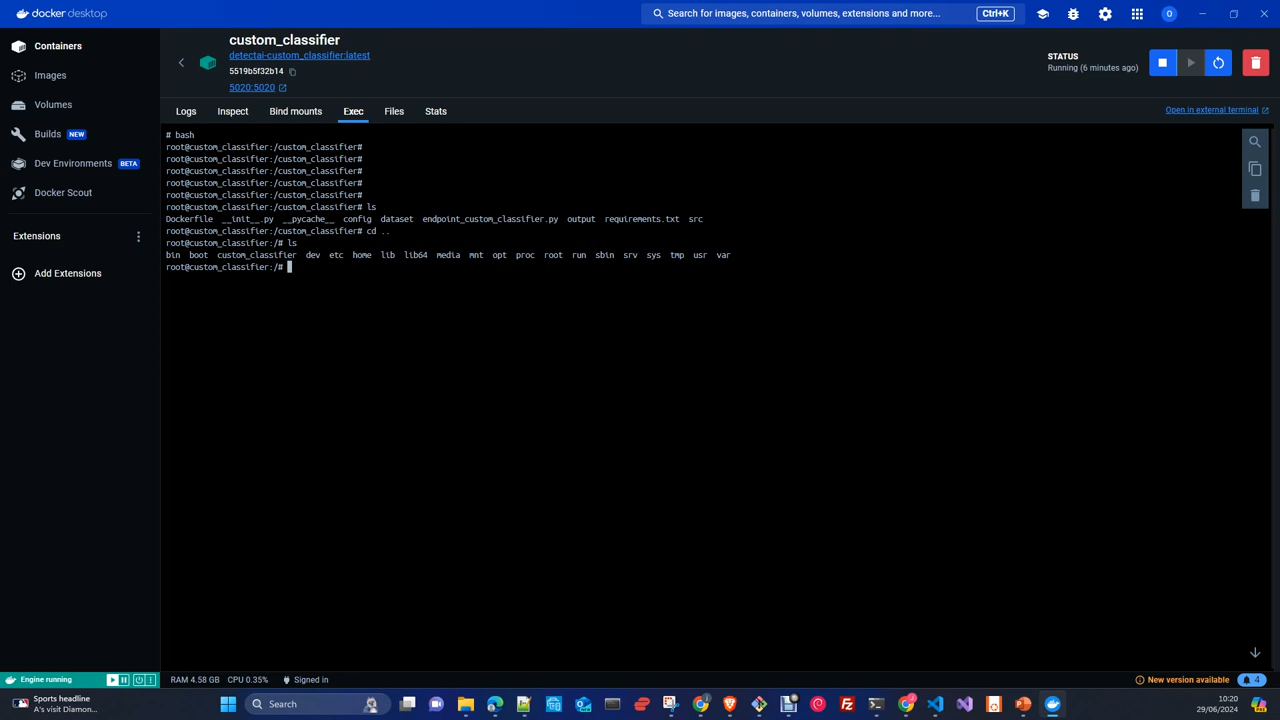 docker desktop
Search for images, containers, volumes, extensions and more...
Ctrl+K
Containers
Images
Volumes
Builds NEW
Dev Environments BETA
Docker Scout
Extensions
Add Extensions
custom_classifier
detectai-custom_classifier:latest
5519b5f32b14
5020:5020
STATUS
Running (6 minutes ago)
Logs Inspect Bind mounts Exec Files Stats
Open in external terminal
# bash
root@custom_classifier:/custom_classifier#
root@custom_classifier:/custom_classifier#
root@custom_classifier:/custom_classifier#
root@custom_classifier:/custom_classifier#
root@custom_classifier:/custom_classifier#
root@custom_classifier:/custom_classifier# ls
Dockerfile __init__.py __pycache__ config dataset endpoint_custom_classifier.py output requirements.txt src
root@custom_classifier:/custom_classifier# cd ..
root@custom_classifier:/# ls
bin boot custom_classifier dev etc home lib lib64 media mnt opt proc root run sbin srv sys tmp usr var
root@custom_classifier:/#
Engine running
RAM 4.58 GB CPU 0.35% Signed in
New version available
4
Sports headline
A's visit Diamon...
Search
10:20
29/06/2024